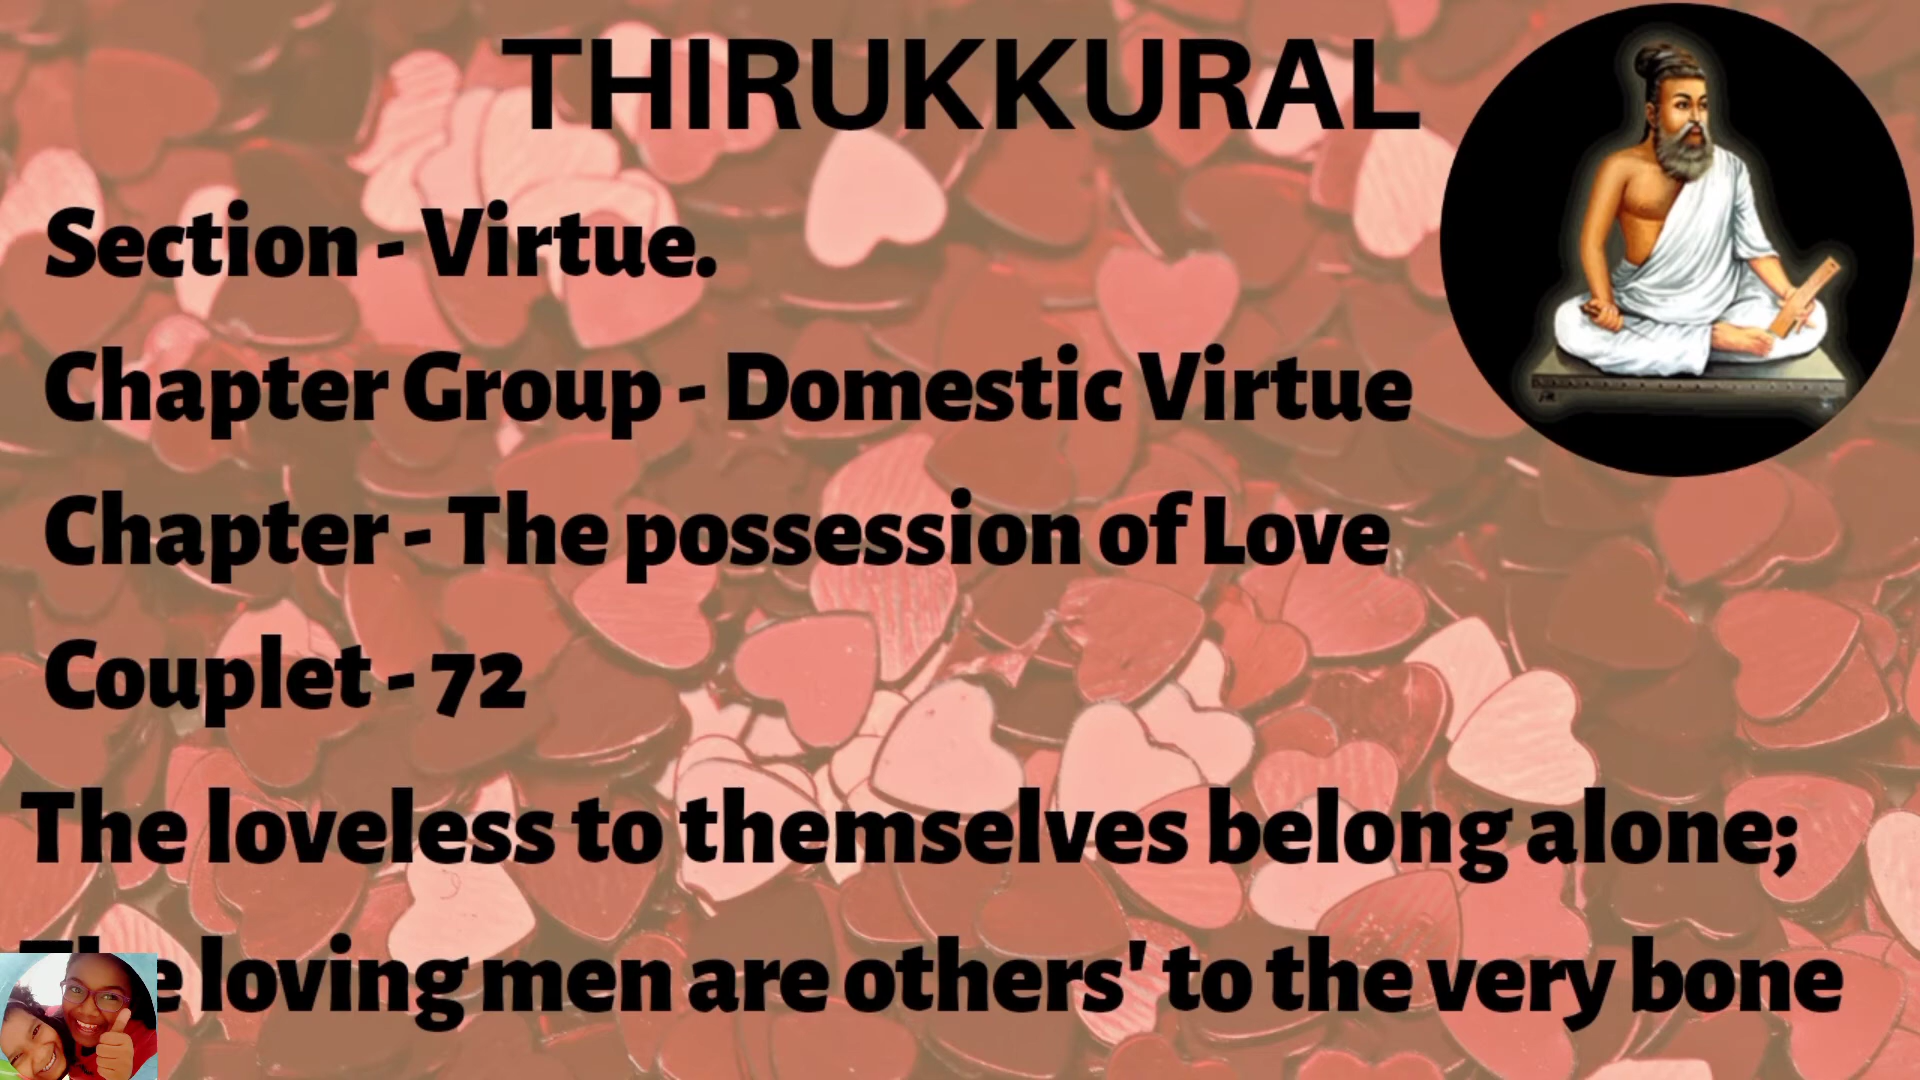 THIRUKKURAL
Section - Virtue.
Chapter Group - Domestic Virtue
Chapter - The possession of Love
Couplet - 72
The loveless to themselves belong alone;
The loving men are others' to the very bone